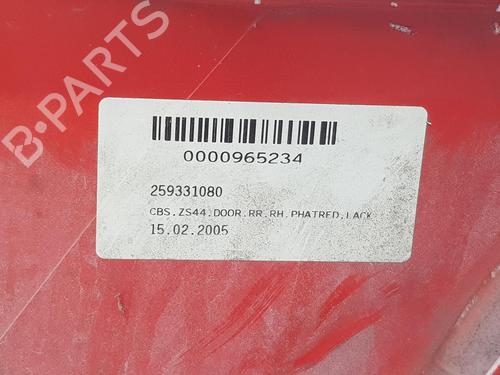 B-PARTS
0000965234
259331080
CBS.ZS44.DOOR.RR.RH.PHATRED.LACK
15.02.2005